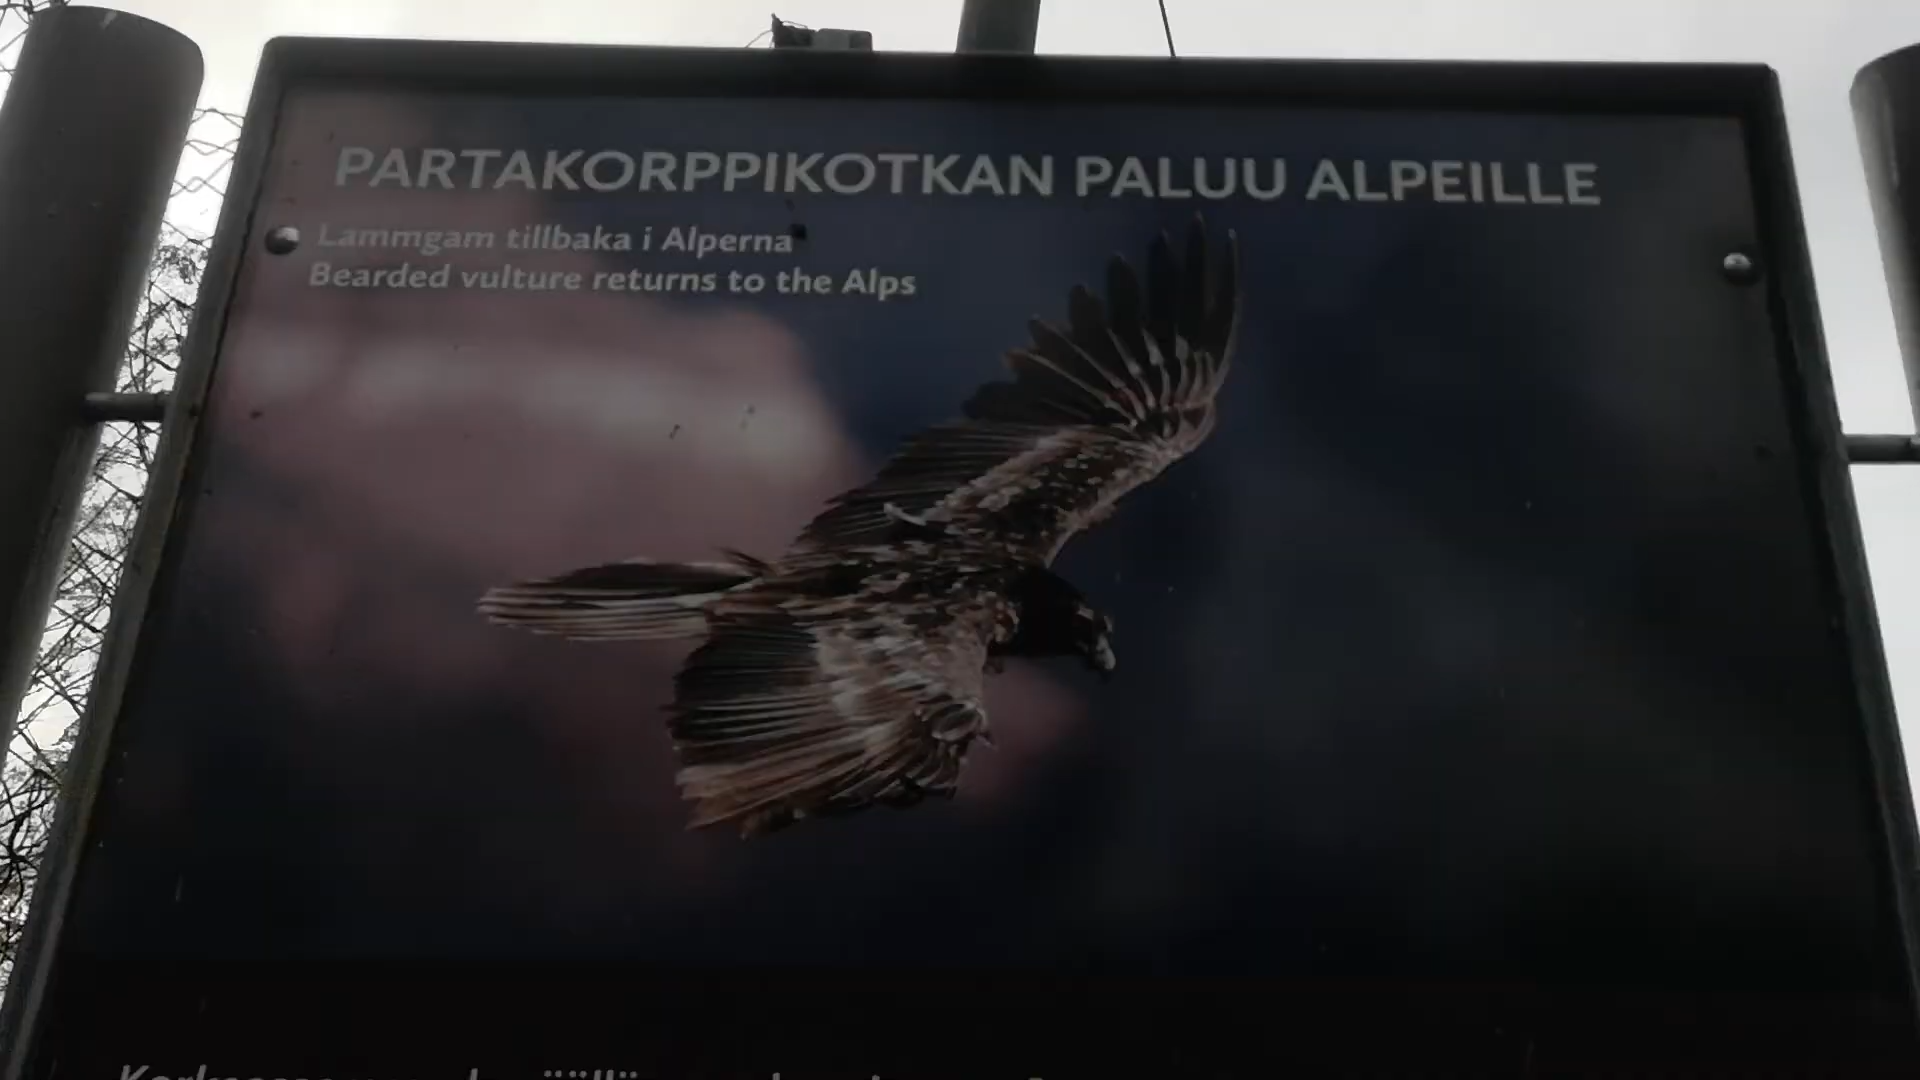 PARTAKORPPIKOTKAN PALUU ALPEILLE
Lammgam tillbaka i Alperna
Bearded vulture returns to the Alps